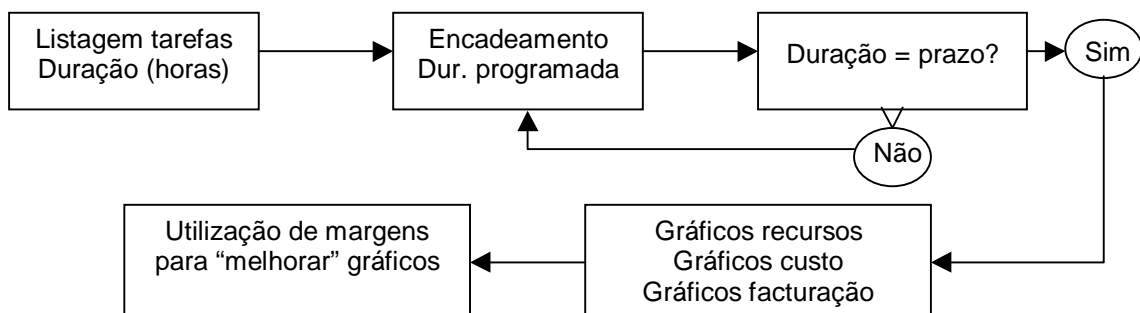 Listagem tarefas
Duração (horas)
Encadeamento
Dur. programada
Duração = prazo?
Sim
Não
Utilização de margens
para “melhorar” gráficos
Gráficos recursos
Gráficos custo
Gráficos facturação